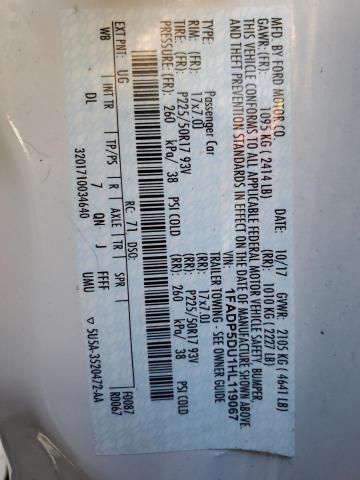 MFD. BY FORD MOTOR CO.
10/17 GVWR: 2105 KG (4641 LB)
GAWR: (FR): 1095 KG (2414 LB) (RR): 1010 KG (2227 LB)
THIS VEHICLE CONFORMS TO ALL APPLICABLE FEDERAL MOTOR VEHICLE SAFETY, BUMPER,
AND THEFT PREVENTION STANDARDS IN EFFECT ON THE DATE OF MANUFACTURE SHOWN ABOVE.
VIN: 1FADP5DU1HL119067
TYPE: Passenger Car TRAILER TOWING - SEE OWNER GUIDE
RIM: (FR): 17x7.0J (RR): 17x7.0J
TIRE: (FR): P225/50R17 93V (RR): P225/50R17 93V
PRESSURE: (FR): 260 kPa/ 38 PSI COLD (RR): 260 kPa/ 38 PSI COLD
EXT PNT: UG RC: 71 DSO: F0087
R0067
WB INT TR TP/PS R AXLE TR SPR
DL 7 QN J FFFF UMU
3201710034640 ▽ 5U5A-3520472-AA